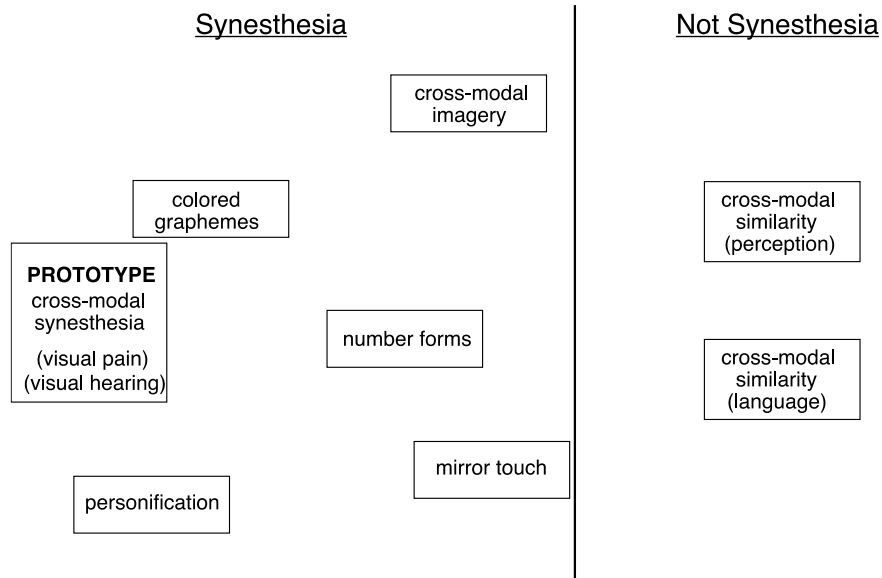 Synesthesia
Not Synesthesia
cross-modal
imagery
colored
graphemes
cross-modal
similarity
(perception)
PROTOTYPE
cross-modal
synesthesia
(visual pain)
(visual hearing)
number forms
cross-modal
similarity
(language)
mirror touch
personification